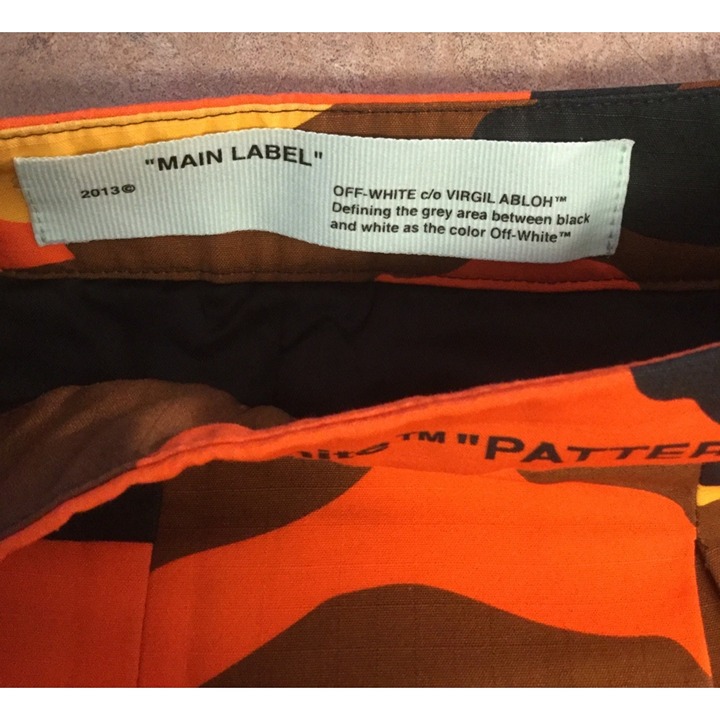 "MAIN LABEL"
2013©
OFF-WHITE c/o VIRGIL ABLOH™
Defining the grey area between black
and white as the color Off-White™
™ "PATTER